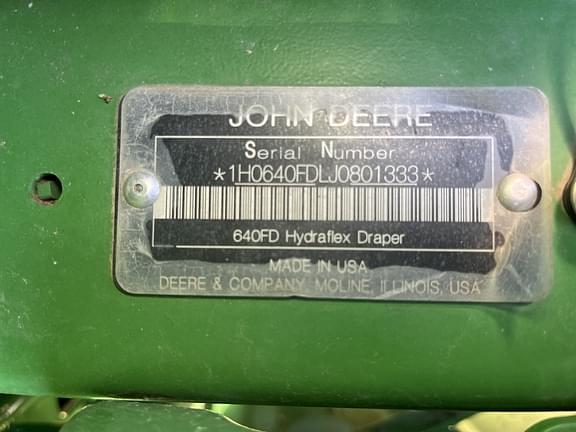 JOHN DEERE
Serial Number
*1H0640FDLJ0801333*
640FD Hydraflex Draper
MADE IN USA
DEERE & COMPANY, MOLINE, ILLINOIS, USA